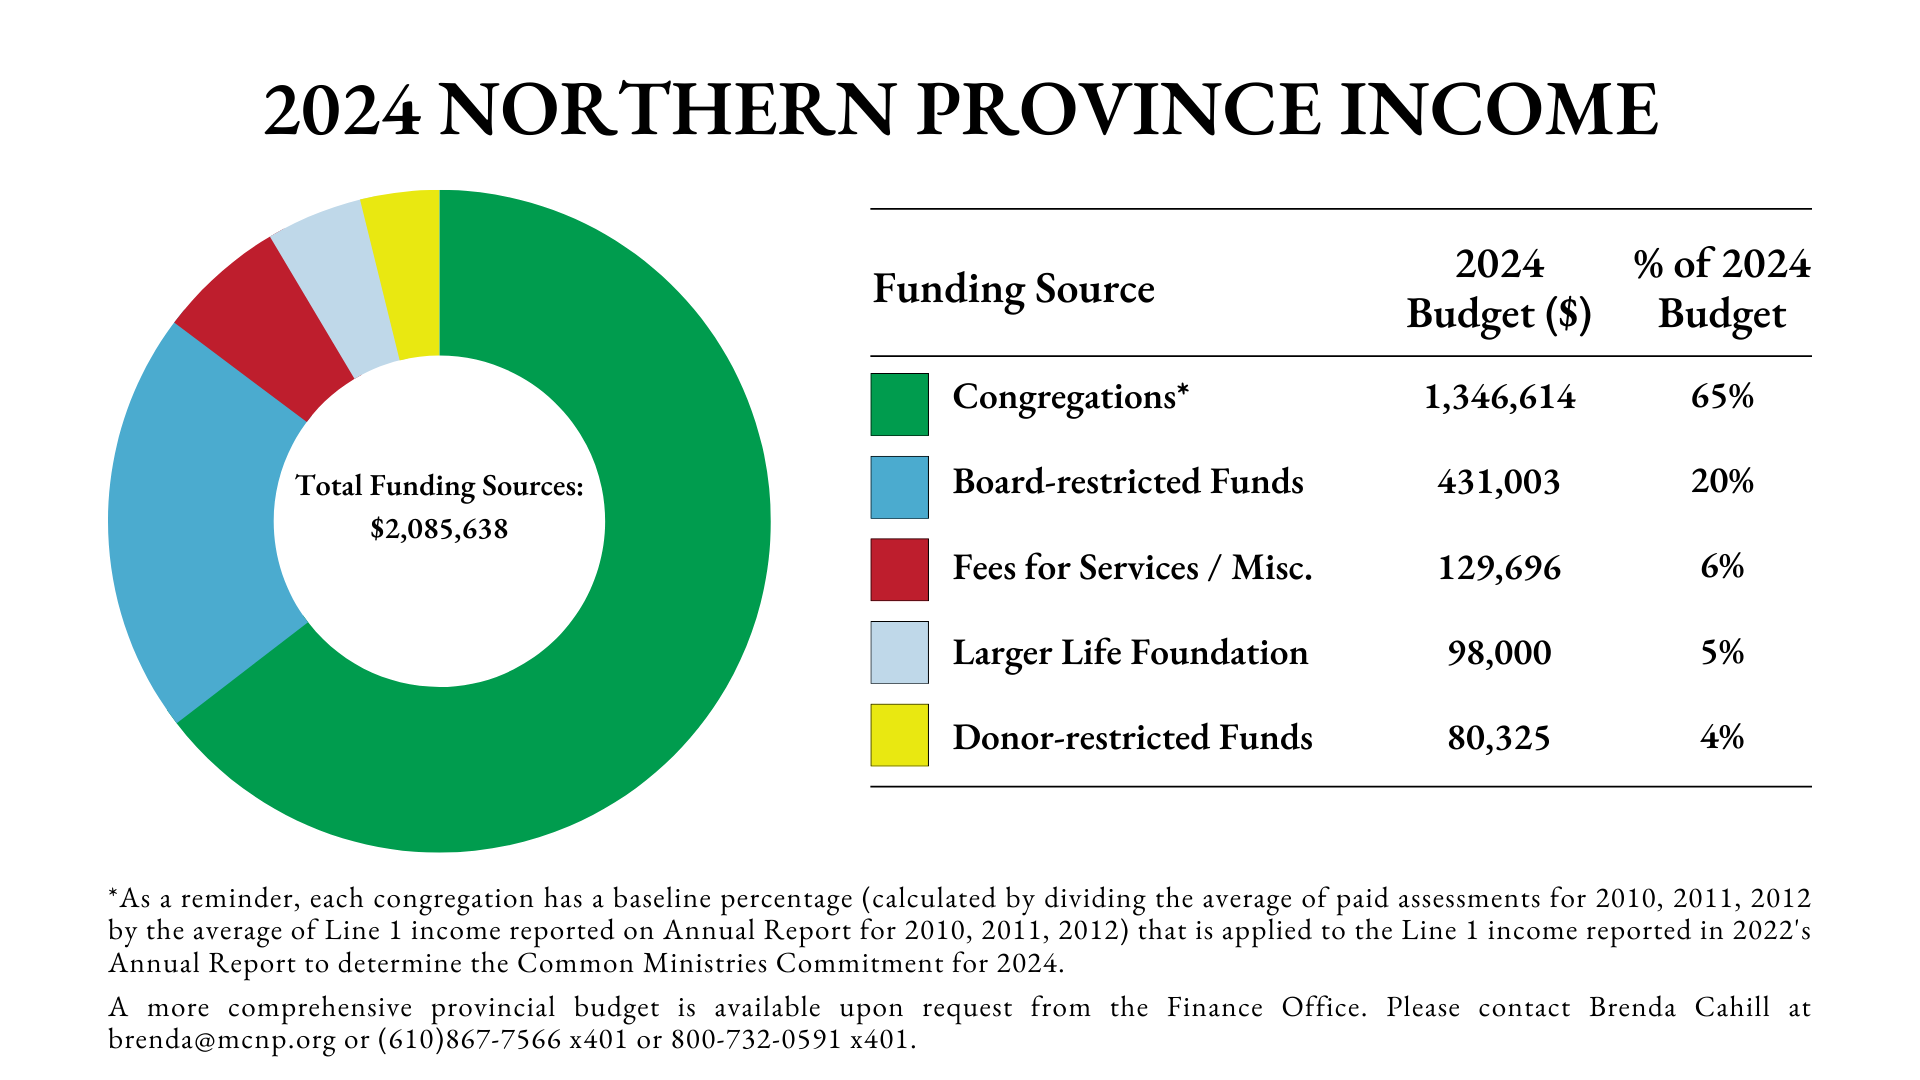 2024 NORTHERN PROVINCE INCOME
Total Funding Sources:
$2,085,638
Funding Source 2024 Budget ($) % of 2024 Budget
Congregations* 1,346,614 65%
Board-restricted Funds 431,003 20%
Fees for Services / Misc. 129,696 6%
Larger Life Foundation 98,000 5%
Donor-restricted Funds 80,325 4%
*As a reminder, each congregation has a baseline percentage (calculated by dividing the average of paid assessments for 2010, 2011, 2012
by the average of Line 1 income reported on Annual Report for 2010, 2011, 2012) that is applied to the Line 1 income reported in 2022's
Annual Report to determine the Common Ministries Commitment for 2024.
A more comprehensive provincial budget is available upon request from the Finance Office. Please contact Brenda Cahill at
brenda@mcnp.org or (610)867-7566 x401 or 800-732-0591 x401.